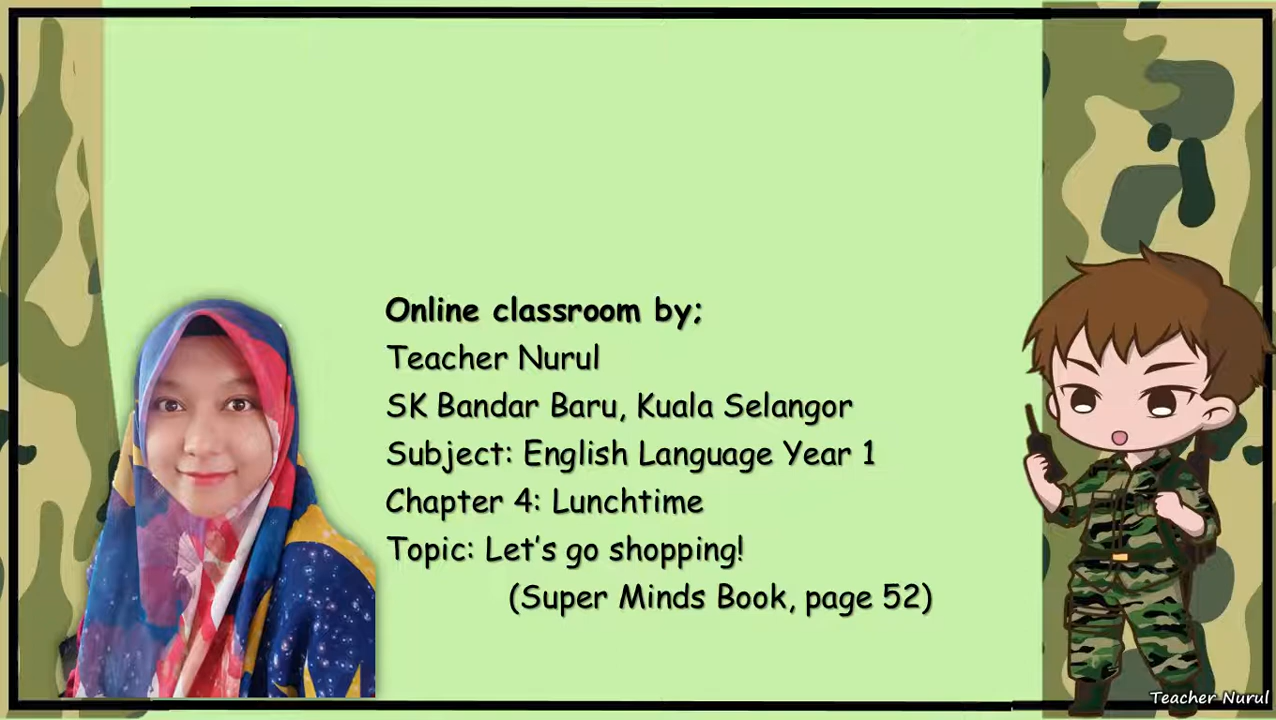 Online classroom by;
Teacher Nurul
SK Bandar Baru, Kuala Selangor
Subject: English Language Year 1
Chapter 4: Lunchtime
Topic: Let's go shopping!
(Super Minds Book, page 52)
Teacher Nurul